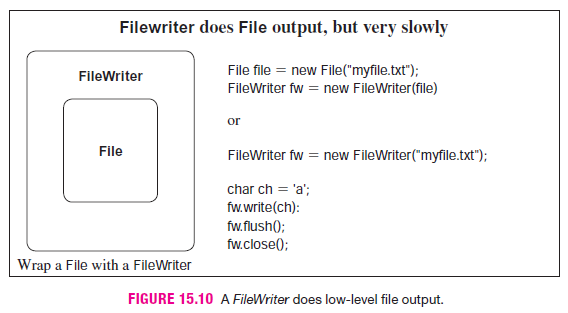 Filewriter does File output, but very slowly
FileWriter
File
Wrap a File with a FileWriter
File file = new File("myfile.txt");
FileWriter fw = new FileWriter(file)
or
FileWriter fw = new FileWriter("myfile.txt");
char ch = 'a';
fw.write(ch):
fw.flush();
fw.close();
FIGURE 15.10 A FileWriter does low-level file output.